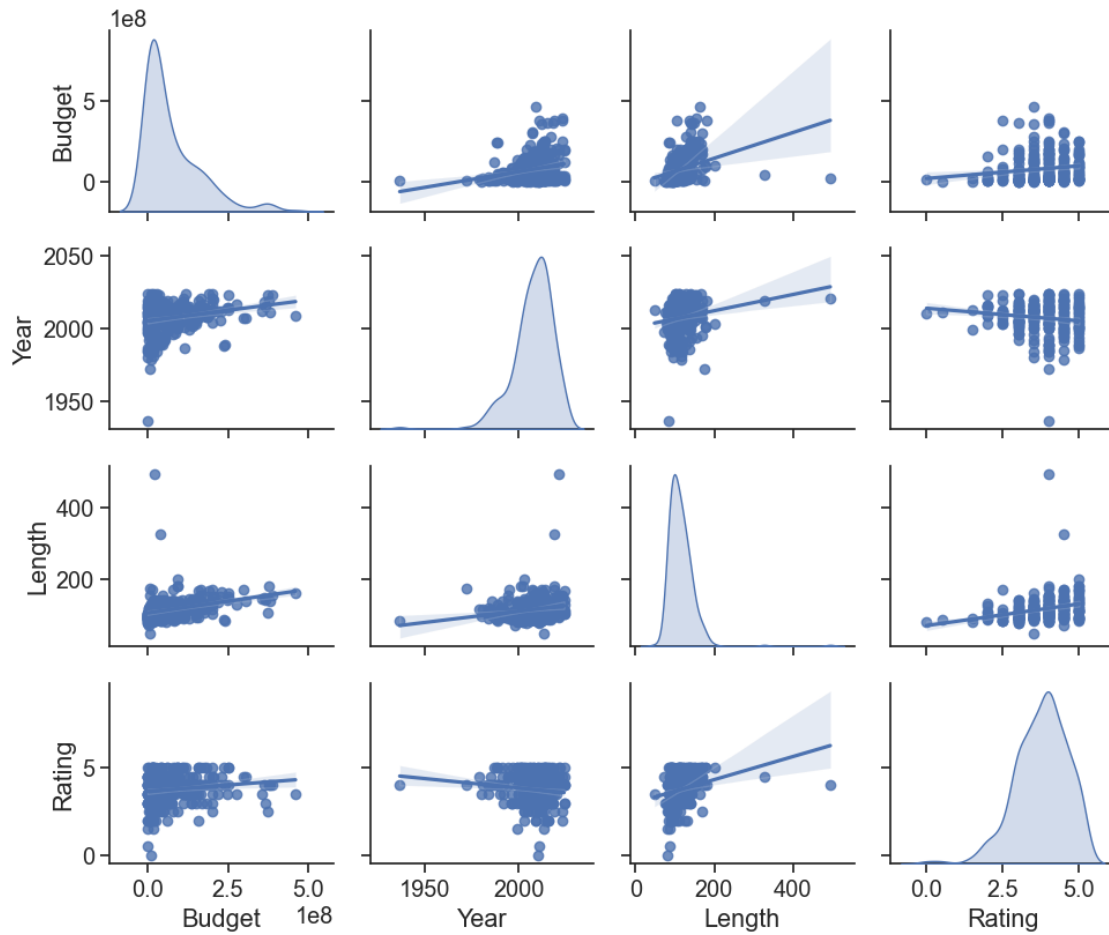 1e8
Budget
5
0
2050
2000
1950
Year
400
200
Length
5
0
Rating
0.0 2.5 5.0 1950 2000 0 200 400 0.0 2.5 5.0
1e8
Budget Year Length Rating